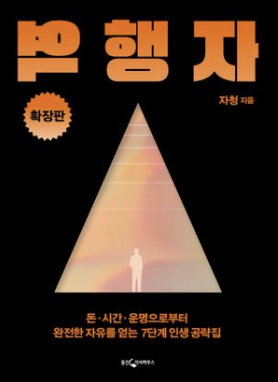 역행자
자청 지음
확장판
돈·시간·운명으로부터
완전한 자유를 얻는 7단계 인생 공략집
웅진지식하우스